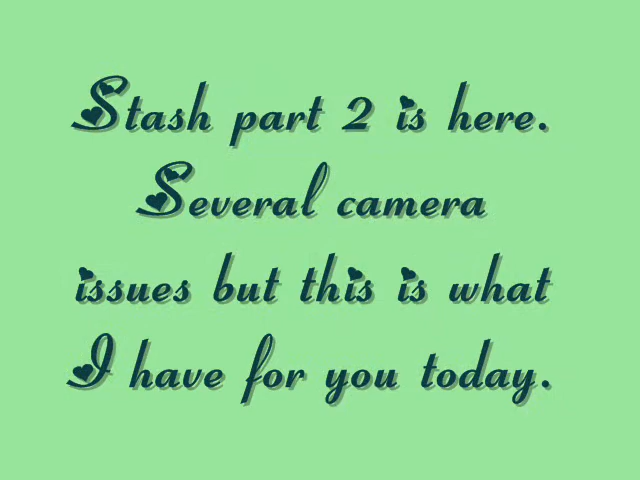 Stash part 2 is here.
Several camera
issues but this is what
I have for you today.